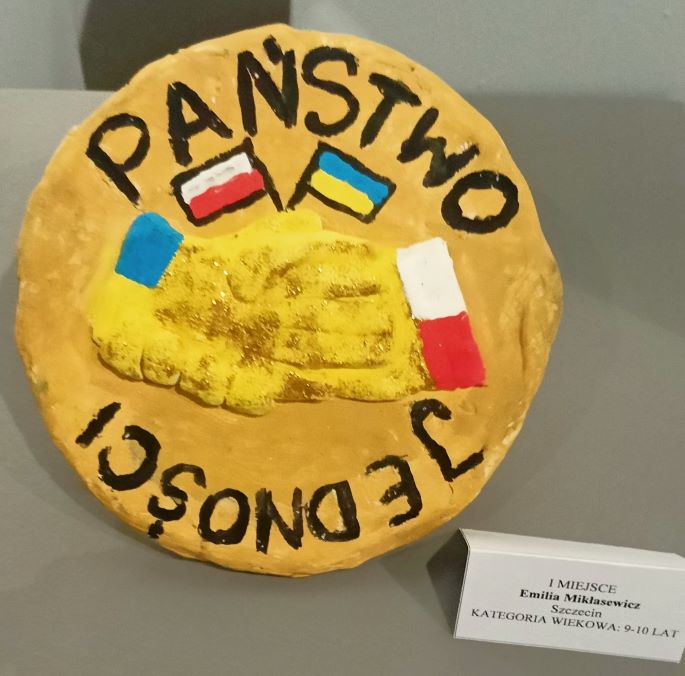 PAŃSTWO
JEDNOŚCI
I MIEJSCE
Emilia Mikłasewicz
Szczecin
KATEGORIA WIEKOWA: 9-10 LAT